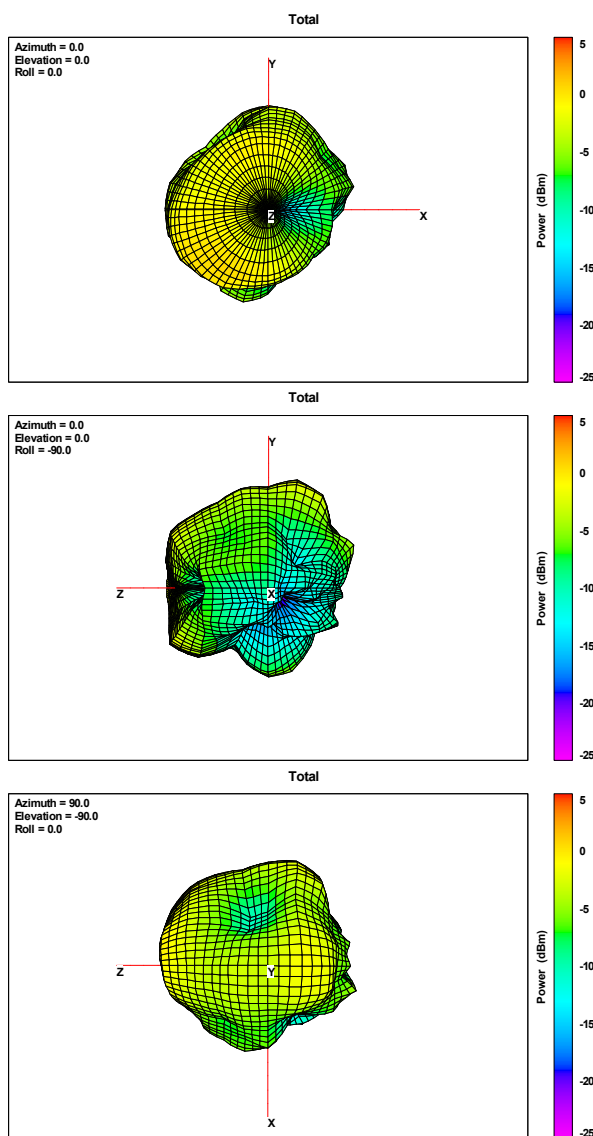 Total
Azimuth = 0.0
Elevation = 0.0
Roll = 0.0
Y
Z
X
5
0
-5
-10
-15
-20
-25
Power (dBm)
Total
Azimuth = 0.0
Elevation = 0.0
Roll = -90.0
Y
Z
X
5
0
-5
-10
-15
-20
-25
Power (dBm)
Total
Azimuth = 90.0
Elevation = -90.0
Roll = 0.0
Z
Y
X
5
0
-5
-10
-15
-20
-25
Power (dBm)